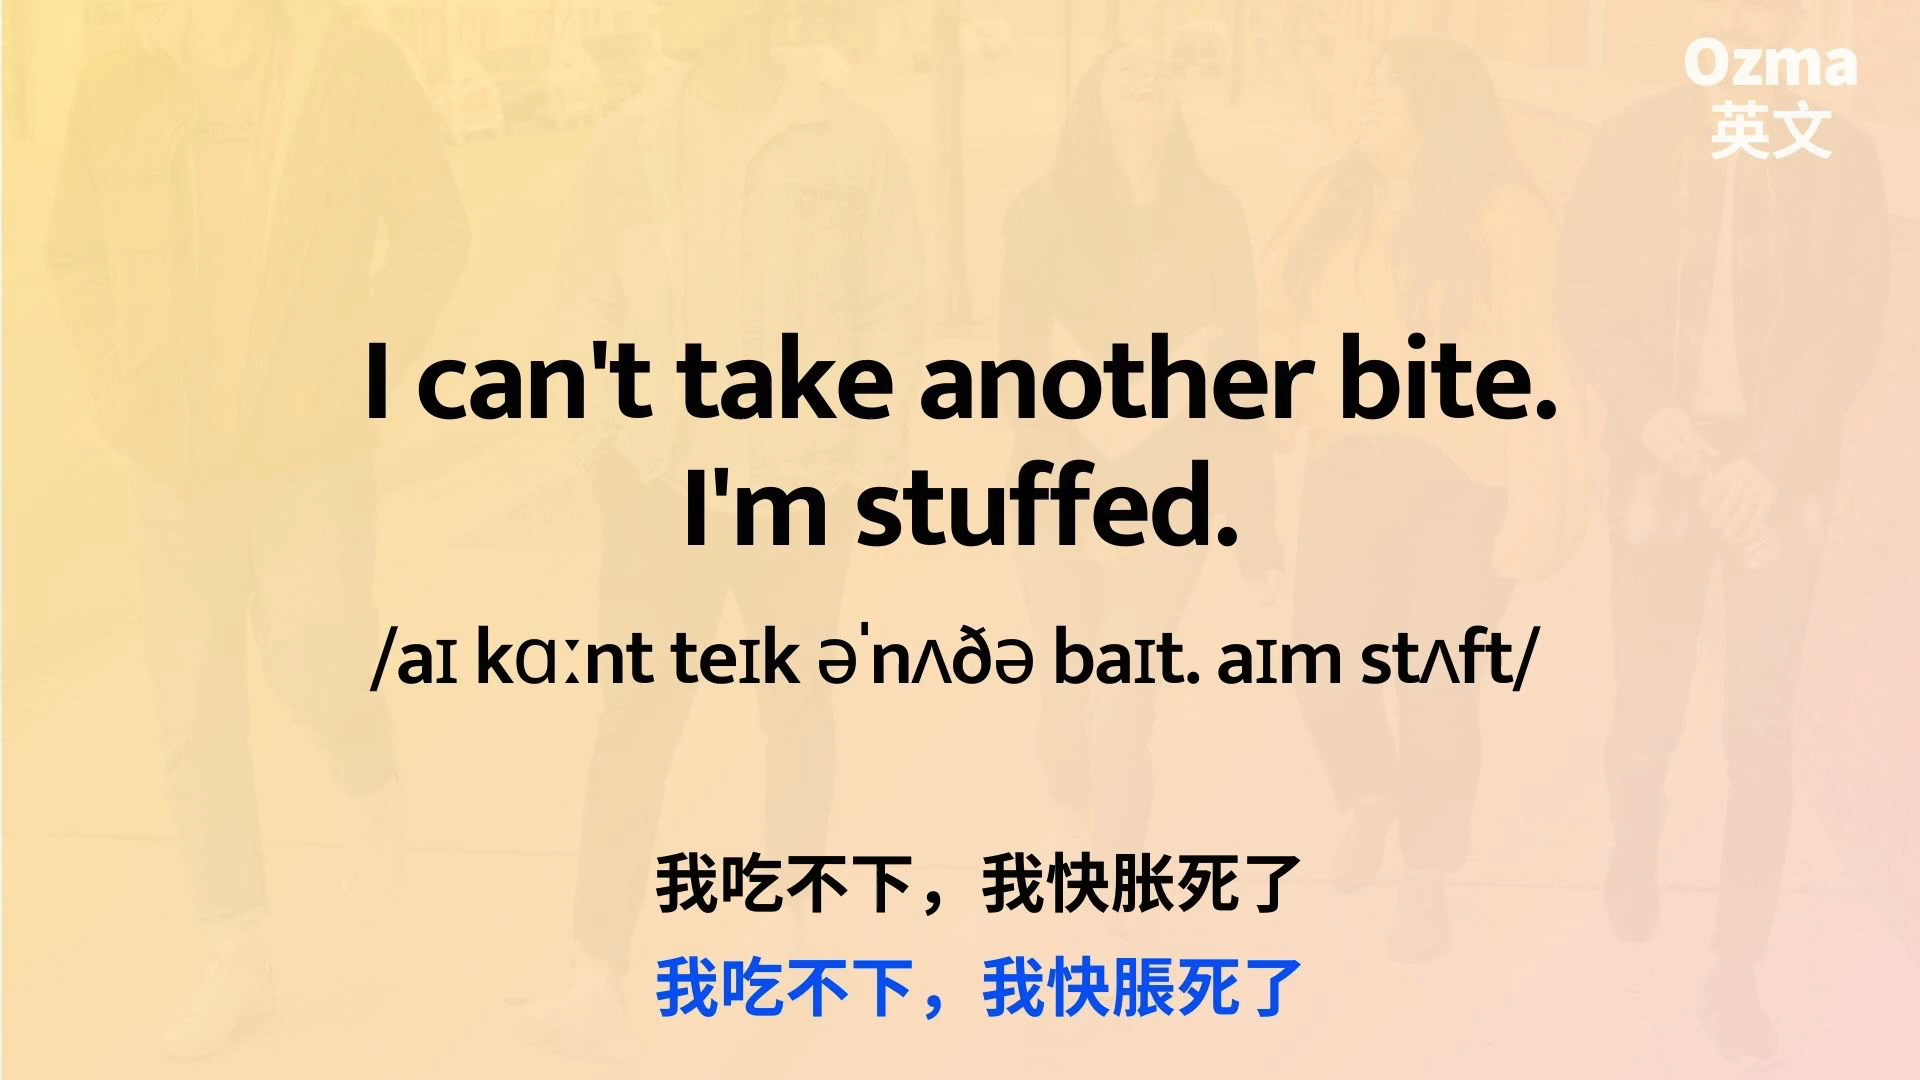 Ozma
英文
I can't take another bite.
I'm stuffed.
/aɪ kɑːnt teɪk əˈnʌðə baɪt. aɪm stʌft/
我吃不下，我快胀死了
我吃不下，我快脹死了